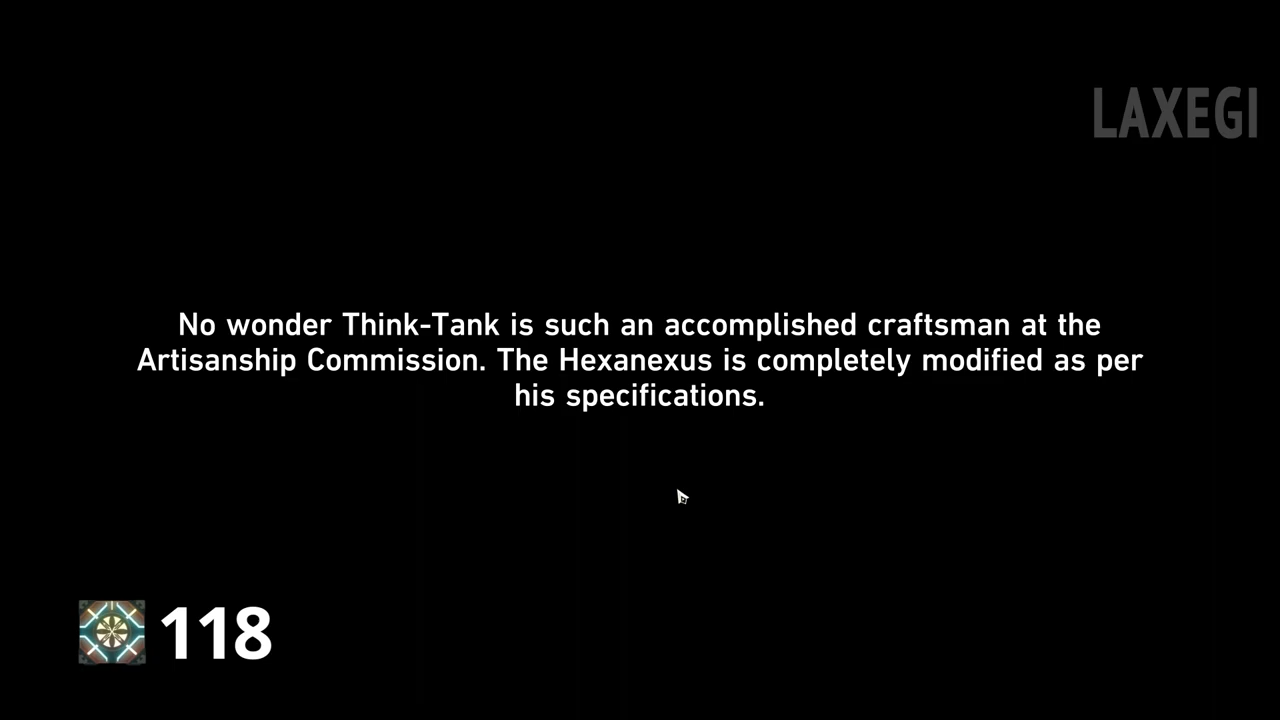 LAXEGI
No wonder Think-Tank is such an accomplished craftsman at the
Artisanship Commission. The Hexanexus is completely modified as per
his specifications.
118